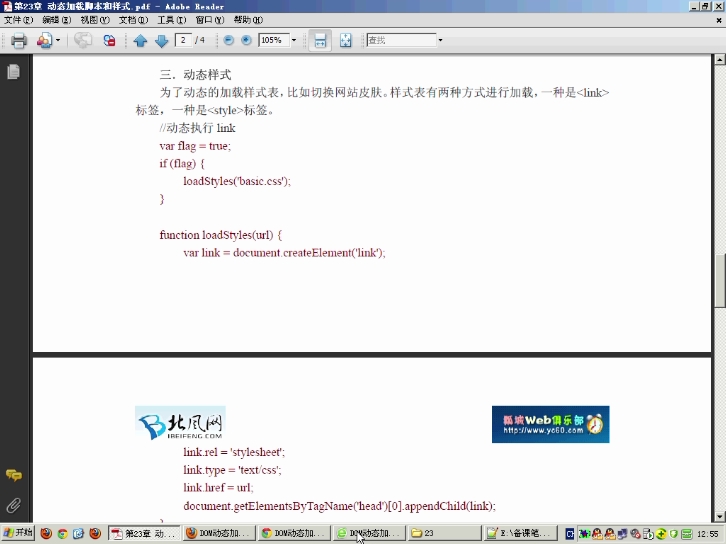 第23章 动态加载脚本和样式.pdf - Adobe Reader
文件(F) 编辑(E) 视图(V) 文档(D) 工具(T) 窗口(W) 帮助(H)
2 / 4 105% 查找
三．动态样式
为了动态的加载样式表，比如切换网站皮肤。样式表有两种方式进行加载，一种是<link>
标签，一种是<style>标签。
//动态执行 link
var flag = true;
if (flag) {
loadStyles('basic.css');
}
function loadStyles(url) {
var link = document.createElement('link');
北风网
IBEIFENG.COM
瓢城Web俱乐部
http://www.yc60.com
link.rel = 'stylesheet';
link.type = 'text/css';
link.href = url;
document.getElementsByTagName('head')[0].appendChild(link);
}
开始 第23章 动... DOM动态加... DOM动态加... DOM动态加... 23 E:\备课笔... 12:55